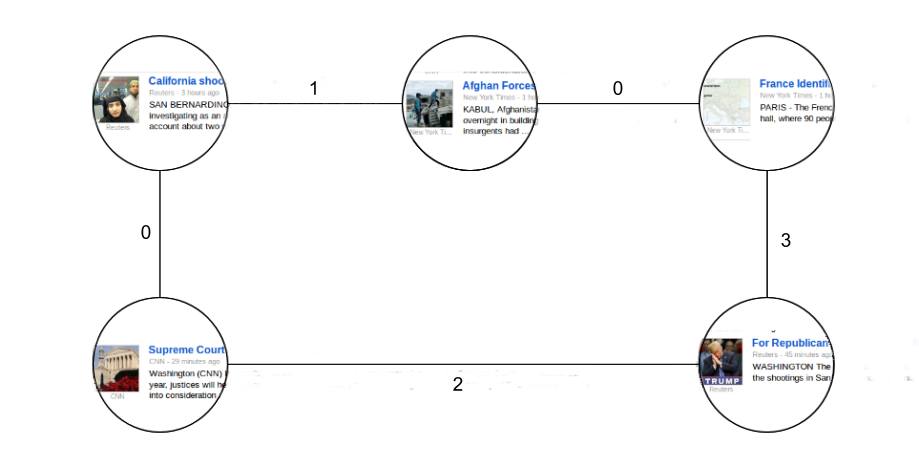 California shoo
Reuters - 3 hours ago
SAN BERNARDINO
investigating as an
account about two
Reuters
1
Afghan Forces
New York Times - 1 h
KABUL, Afghanista
overnight in building
insurgents had ...
New York Ti...
0
France Identif
New York Times - 1 h
PARIS - The Frenc
hall, where 90 peop
New York Ti...
0
3
Supreme Court
CNN - 29 minutes ago
Washington (CNN)
year, justices will he
into consideration
CNN
2
For Republican
Reuters - 45 minutes ago
WASHINGTON The
the shootings in San
TRUMP
Reuters